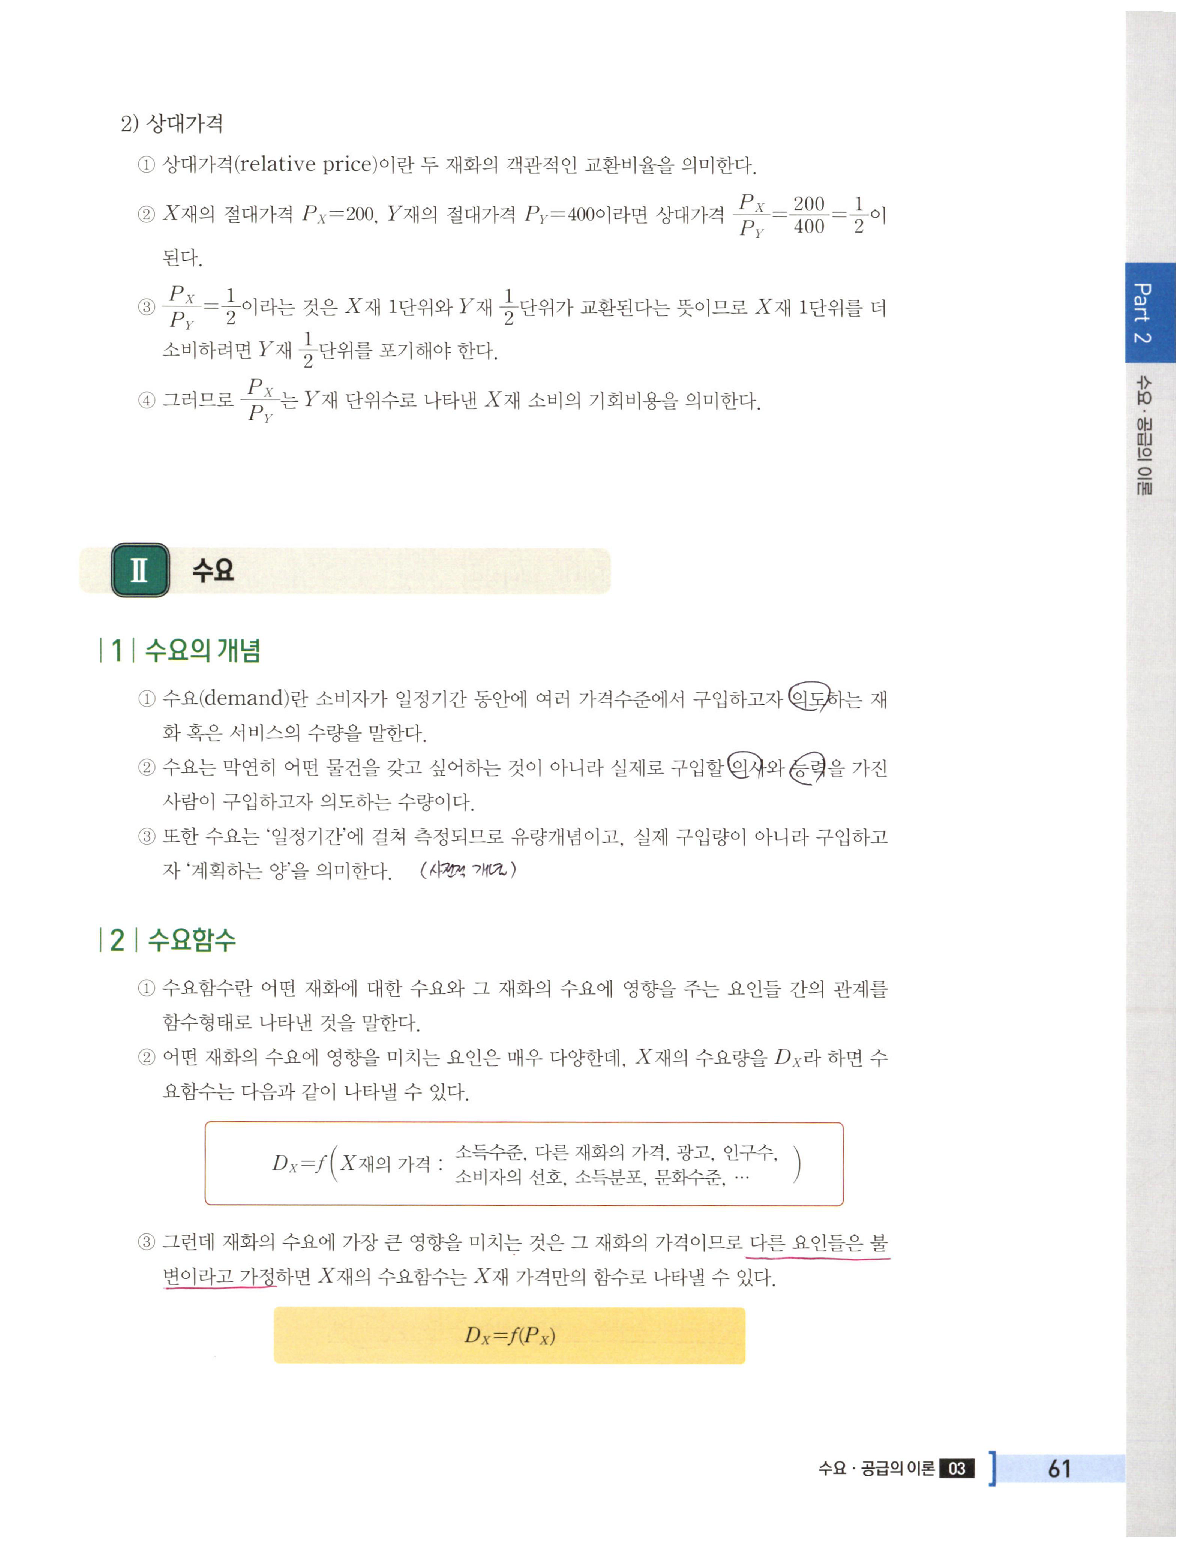 2) 상대가격
① 상대가격(relative price)이란 두 재화의 객관적인 교환비율을 의미한다.
② X재의 절대가격 P_X=200, Y재의 절대가격 P_Y=400이라면 상대가격 P_X/P_Y=200/400=1/2이
된다.
③ P_X/P_Y=1/2이라는 것은 X재 1단위와 Y재 1/2단위가 교환된다는 뜻이므로 X재 1단위를 더
소비하려면 Y재 1/2단위를 포기해야 한다.
④ 그러므로 P_X/P_Y는 Y재 단위수로 나타낸 X재 소비의 기회비용을 의미한다.
Part 2
수요·공급의 이론
Ⅱ 수요
|1| 수요의 개념
① 수요(demand)란 소비자가 일정기간 동안에 여러 가격수준에서 구입하고자 의도하는 재
화 혹은 서비스의 수량을 말한다.
② 수요는 막연히 어떤 물건을 갖고 싶어하는 것이 아니라 실제로 구입할 의사와 능력을 가진
사람이 구입하고자 의도하는 수량이다.
③ 또한 수요는 '일정기간'에 걸쳐 측정되므로 유량개념이고, 실제 구입량이 아니라 구입하고
자 '계획하는 양'을 의미한다. (사전적 개념)
|2| 수요함수
① 수요함수란 어떤 재화에 대한 수요와 그 재화의 수요에 영향을 주는 요인들 간의 관계를
함수형태로 나타낸 것을 말한다.
② 어떤 재화의 수요에 영향을 미치는 요인은 매우 다양한데, X재의 수요량을 D_X라 하면 수
요함수는 다음과 같이 나타낼 수 있다.
D_X=f(X재의 가격 : 소득수준, 다른 재화의 가격, 광고, 인구수,
소비자의 선호, 소득분포, 문화수준, …)
③ 그런데 재화의 수요에 가장 큰 영향을 미치는 것은 그 재화의 가격이므로 다른 요인들은 불
변이라고 가정하면 X재의 수요함수는 X재 가격만의 함수로 나타낼 수 있다.
D_X=f(P_X)
수요·공급의 이론 03 61